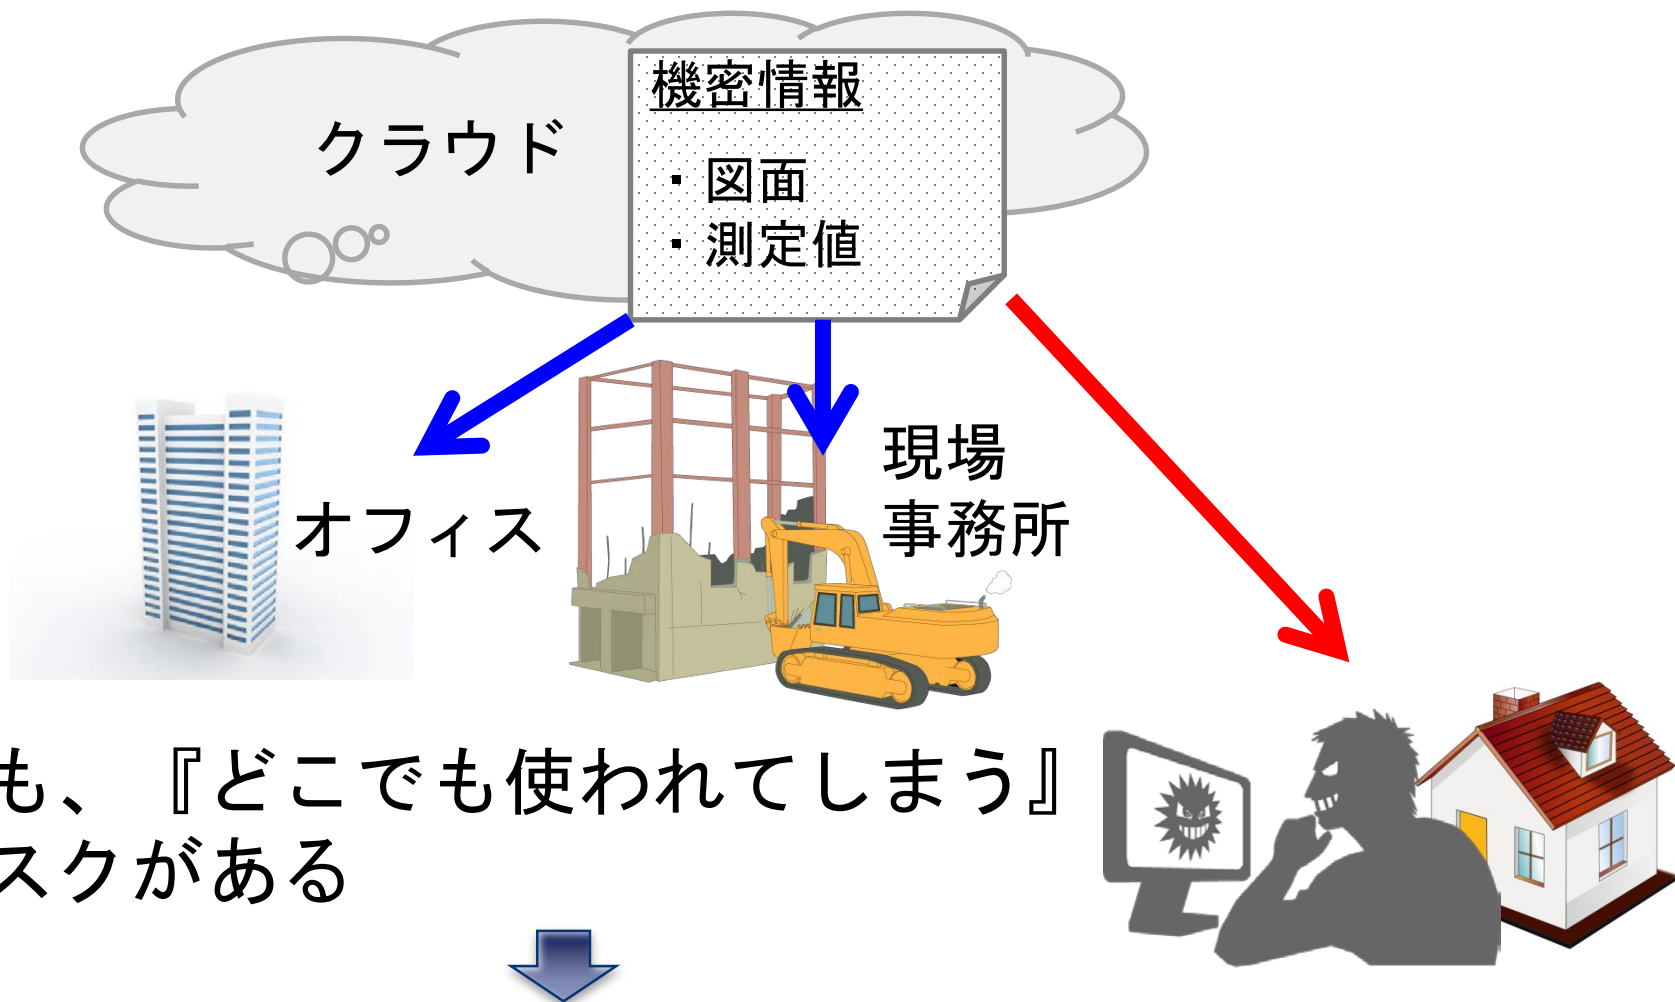 クラウド
機密情報
・図面
・測定値
オフィス
現場
事務所
も、『どこでも使われてしまう』
スクがある